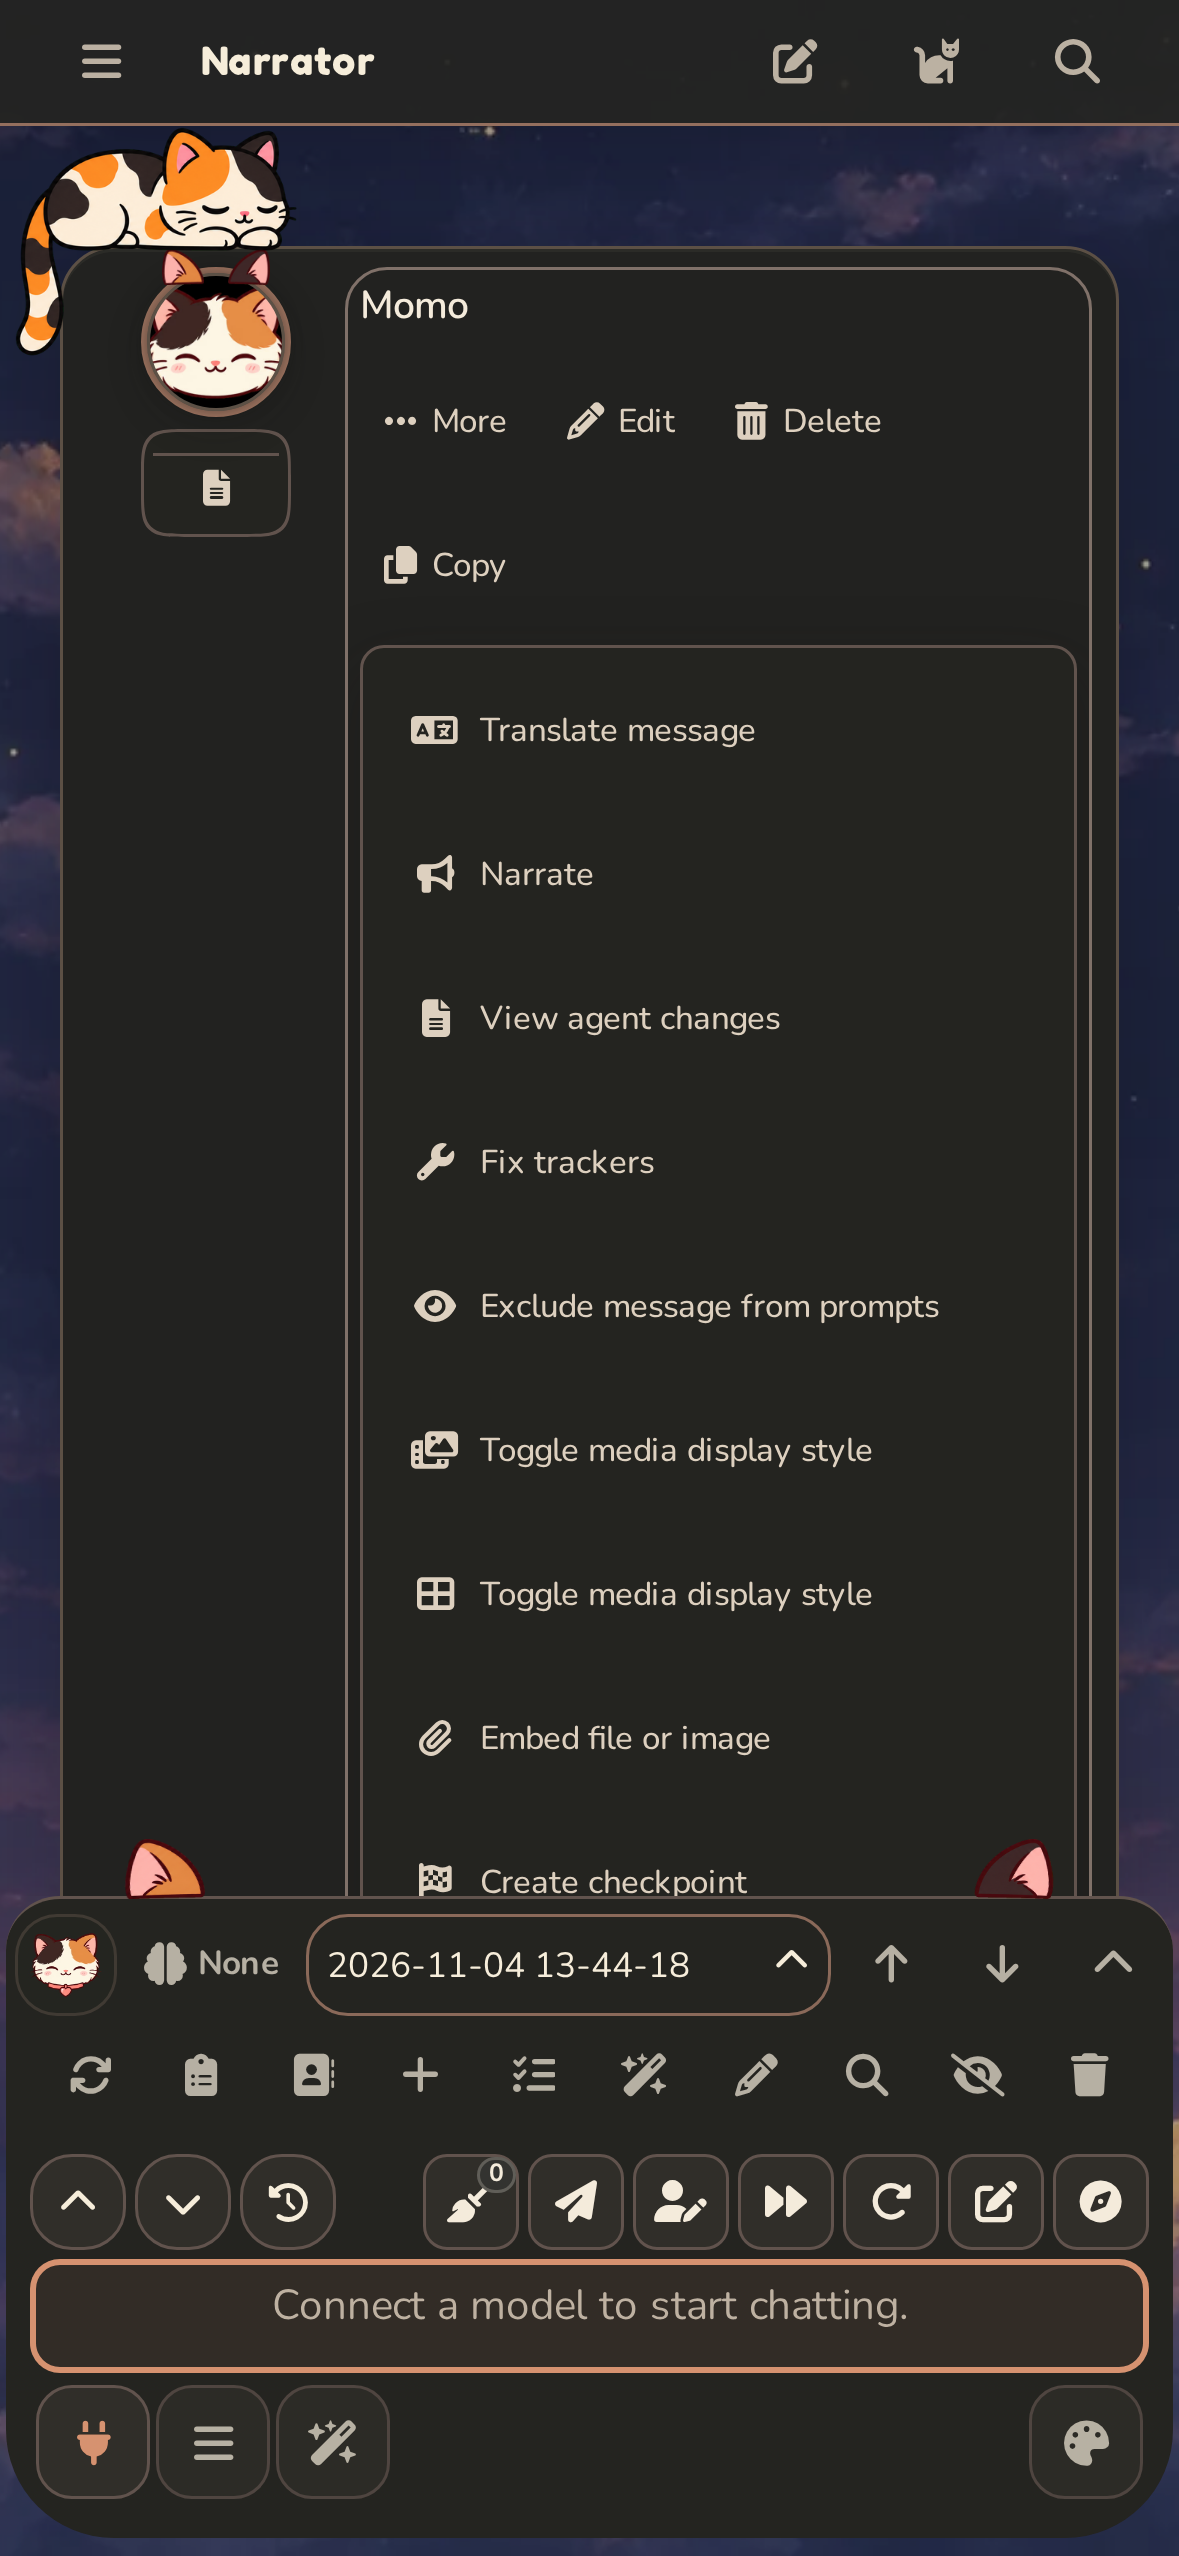 Narrator
Momo
More Edit Delete
Copy
Translate message
Narrate
View agent changes
Fix trackers
Exclude message from prompts
Toggle media display style
Toggle media display style
Embed file or image
Create checkpoint
None 2026-11-04 13-44-18
0
Connect a model to start chatting.